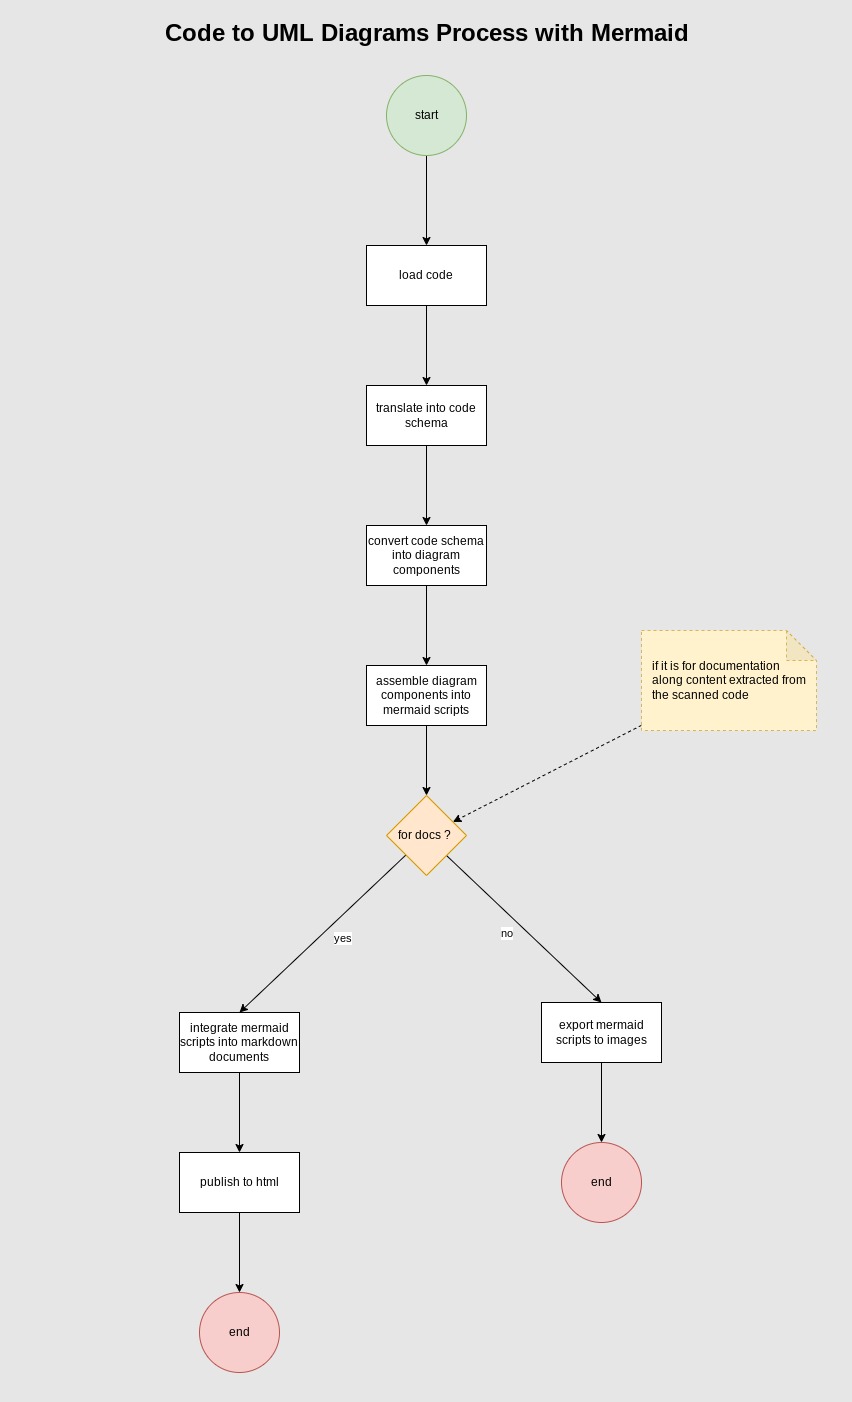 Code to UML Diagrams Process with Mermaid
start
load code
translate into code
schema
convert code schema
into diagram
components
assemble diagram
components into
mermaid scripts
if it is for documentation
along content extracted from
the scanned code
for docs ?
yes
no
integrate mermaid
scripts into markdown
documents
export mermaid
scripts to images
publish to html
end
end